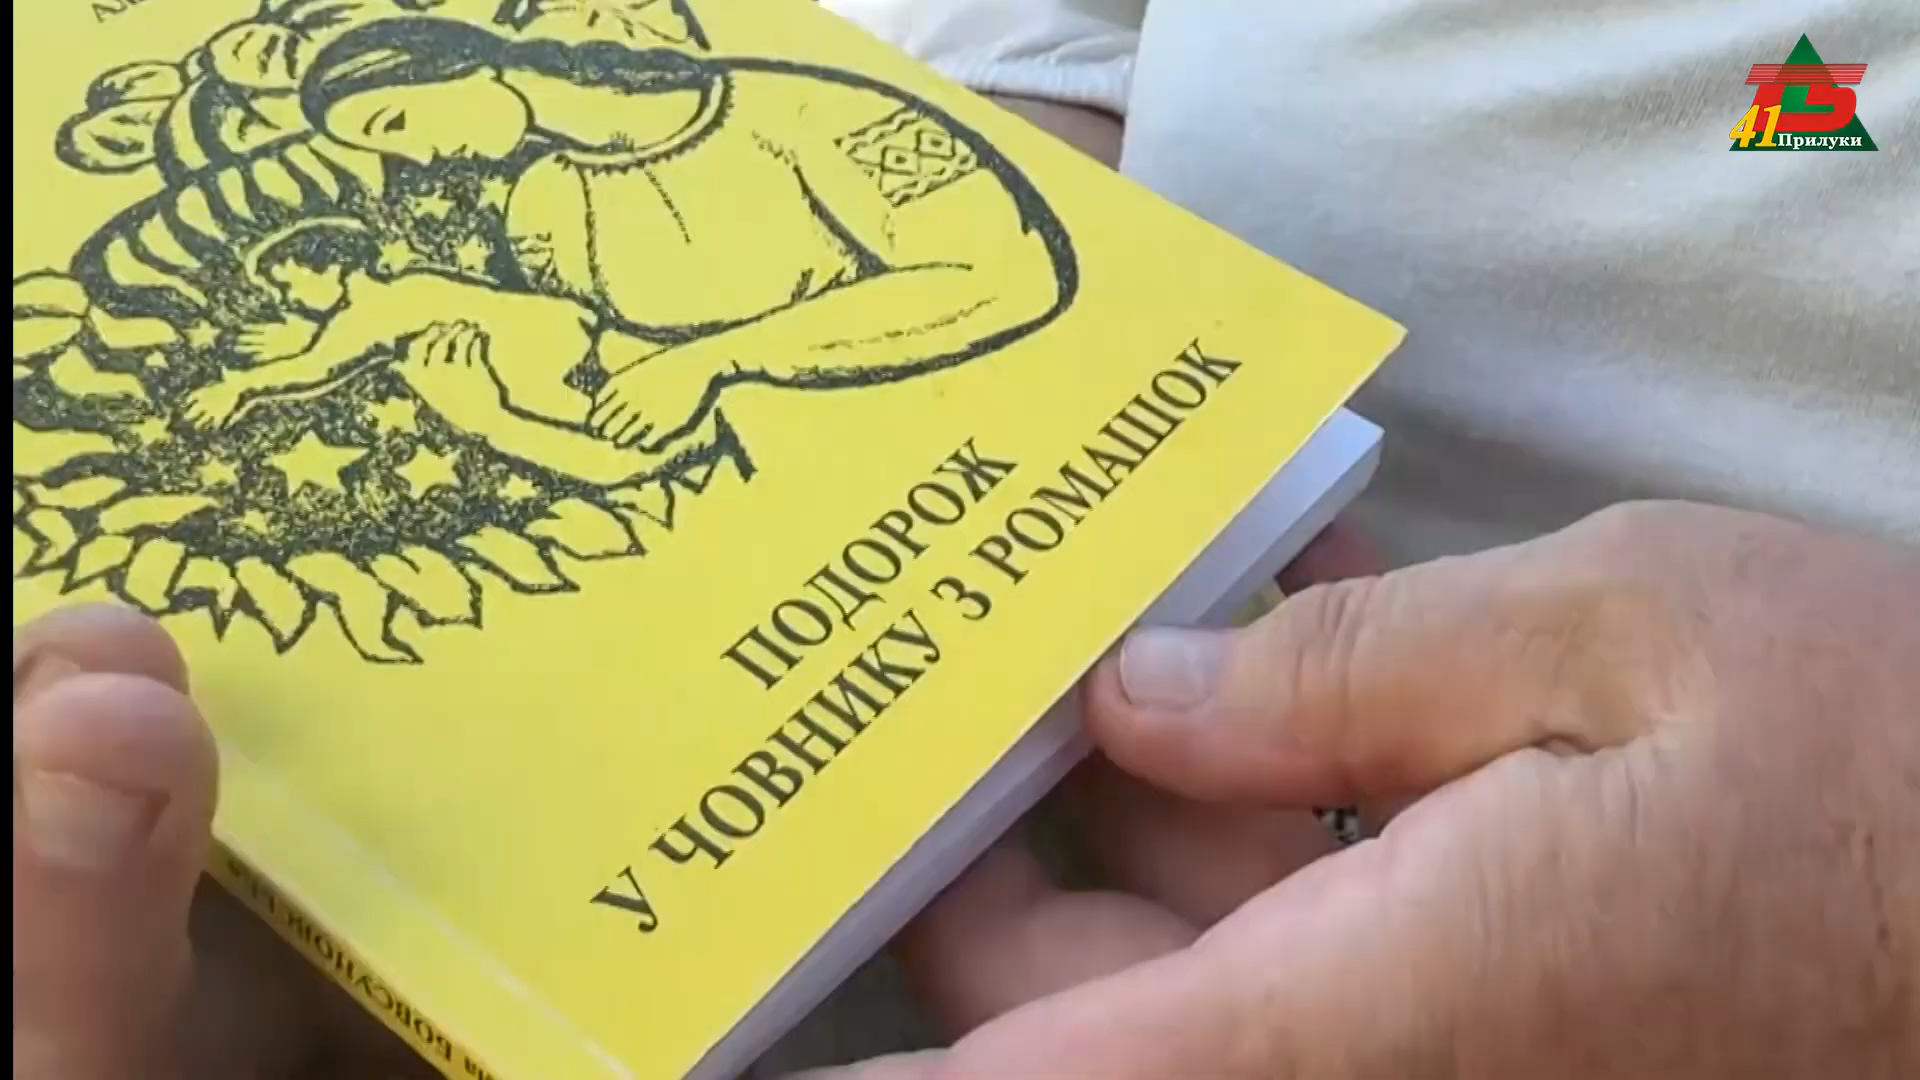 ПОДОРОЖ
У ЧОВНИКУ З РОМАШОК
41 Прилуки